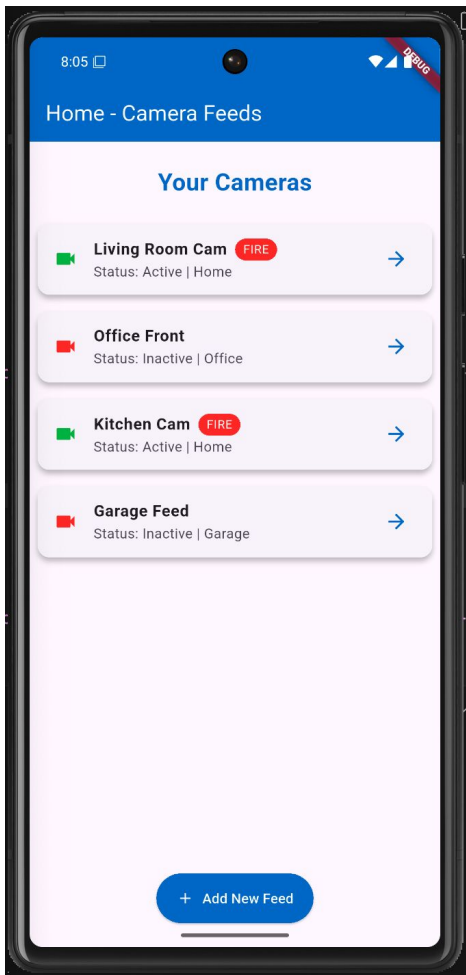 8:05
DEBUG
Home - Camera Feeds
Your Cameras
Living Room Cam FIRE
Status: Active | Home
Office Front
Status: Inactive | Office
Kitchen Cam FIRE
Status: Active | Home
Garage Feed
Status: Inactive | Garage
+ Add New Feed